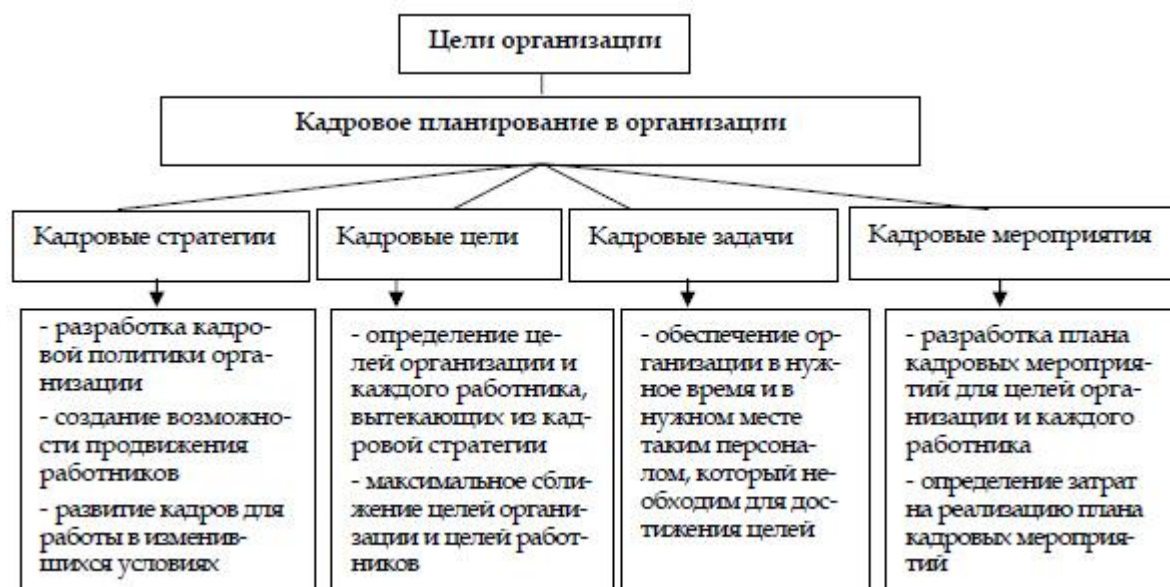 Цели организации
Кадровое планирование в организации
Кадровые стратегии
Кадровые цели
Кадровые задачи
Кадровые мероприятия
- разработка кадро-
вой политики орга-
низации
- создание возможно-
сти продвижения
работников
- развитие кадров для
работы в изменив-
шихся условиях
- определение це-
лей организации и
каждого работника,
вытекающих из кад-
ровой стратегии
- максимальное сбли-
жение целей органи-
зации и целей работ-
ников
- обеспечение ор-
ганизации в нуж-
ное время и в
нужном месте
таким персона-
лом, который не-
обходим для дос-
тижения целей
- разработка плана
кадровых мероприя-
тий для целей орга-
низации и каждого
работника
- определение затрат
на реализацию плана
кадровых мероприя-
тий